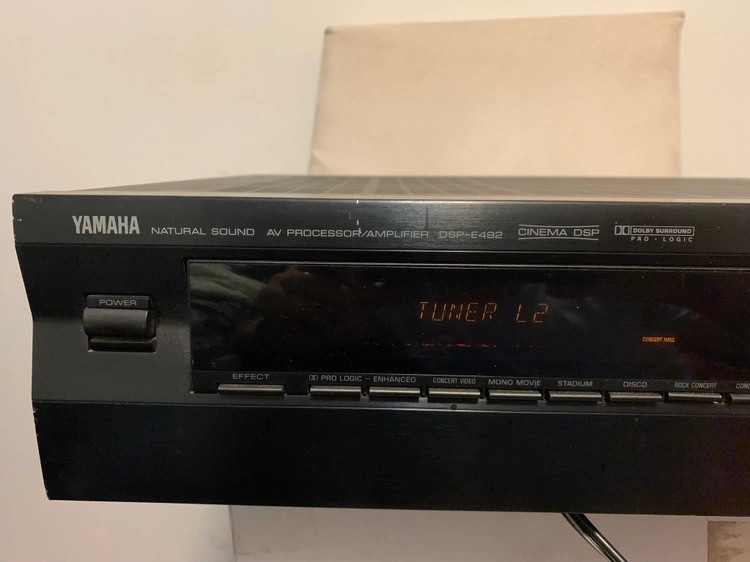 YAMAHA NATURAL SOUND AV PROCESSOR/AMPLIFIER DSP-E492 CINEMA DSP DOLBY SURROUND
PRO · LOGIC
POWER
TUNER L2
CONCERT HALL
EFFECT PRO LOGIC – ENHANCED CONCERT VIDEO MONO MOVIE STADIUM DISCO ROCK CONCERT